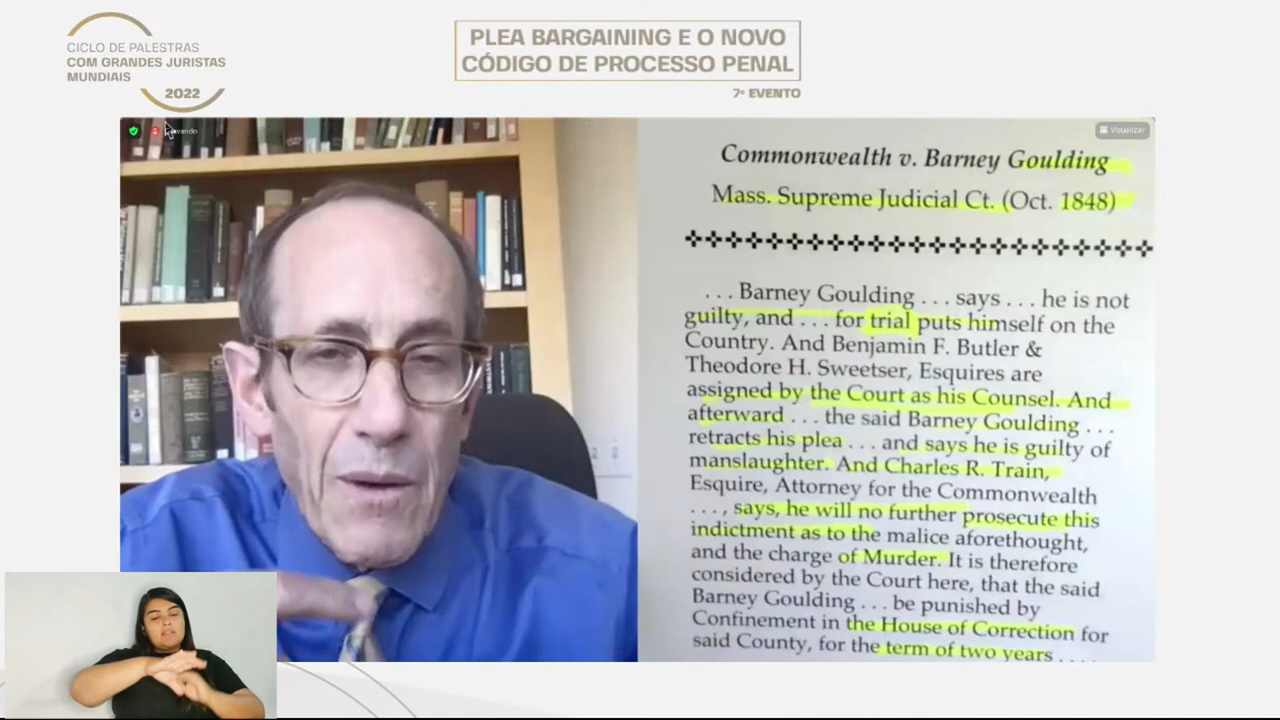 CICLO DE PALESTRAS
COM GRANDES JURISTAS
MUNDIAIS
2022
PLEA BARGAINING E O NOVO
CÓDIGO DE PROCESSO PENAL
7º EVENTO
Visualizar
Commonwealth v. Barney Goulding
Mass. Supreme Judicial Ct. (Oct. 1848)
. . . Barney Goulding . . . says . . . he is not
guilty, and . . . for trial puts himself on the
Country. And Benjamin F. Butler &
Theodore H. Sweetser, Esquires are
assigned by the Court as his Counsel. And
afterward . . . the said Barney Goulding . . .
retracts his plea . . . and says he is guilty of
manslaughter. And Charles R. Train,
Esquire, Attorney for the Commonwealth
. . . , says, he will no further prosecute this
indictment as to the malice aforethought,
and the charge of Murder. It is therefore
considered by the Court here, that the said
Barney Goulding . . . be punished by
Confinement in the House of Correction for
said County, for the term of two years . . . .